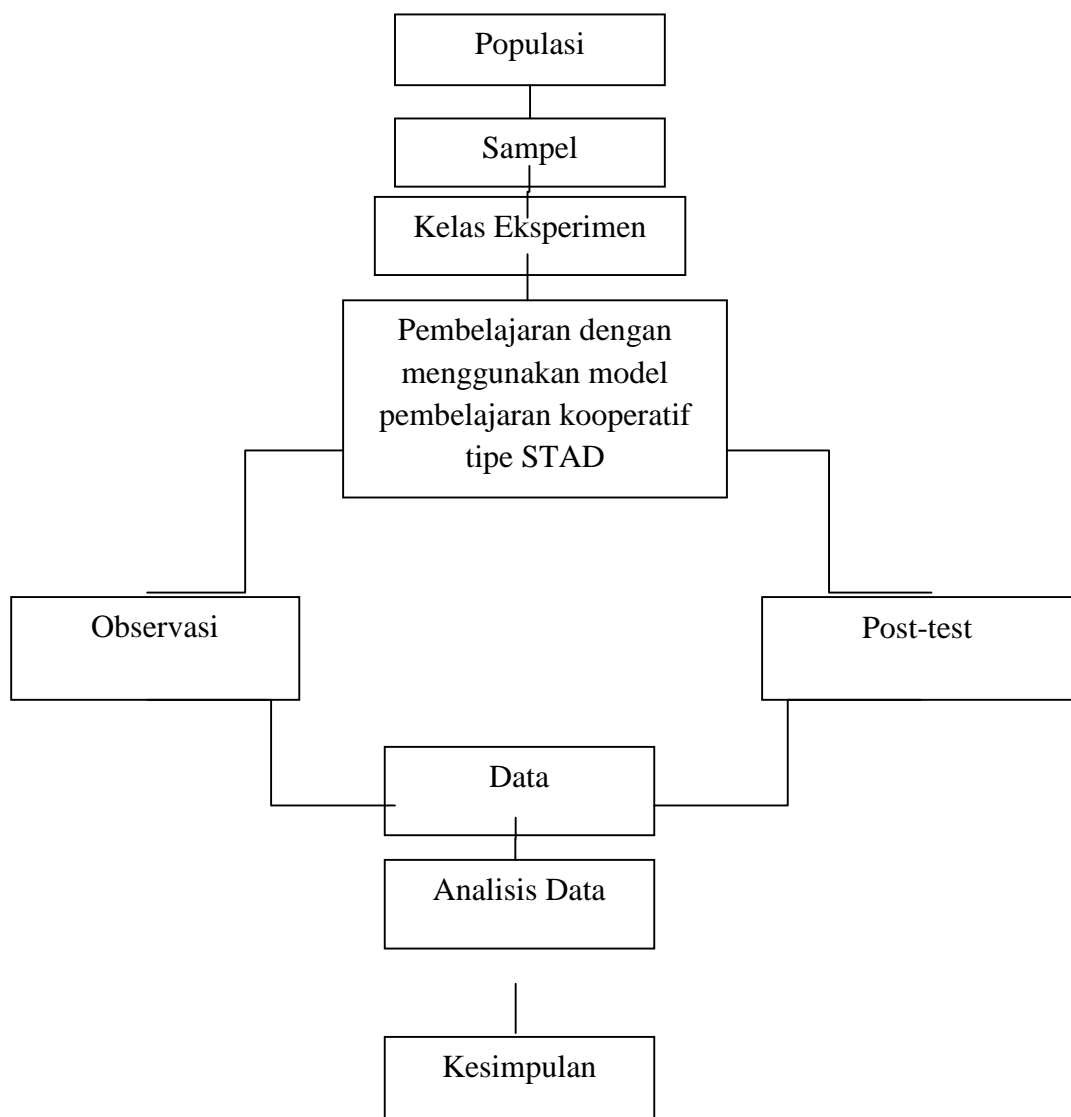 Populasi
Sampel
Kelas Eksperimen
Pembelajaran dengan
menggunakan model
pembelajaran kooperatif
tipe STAD
Observasi
Post-test
Data
Analisis Data
Kesimpulan